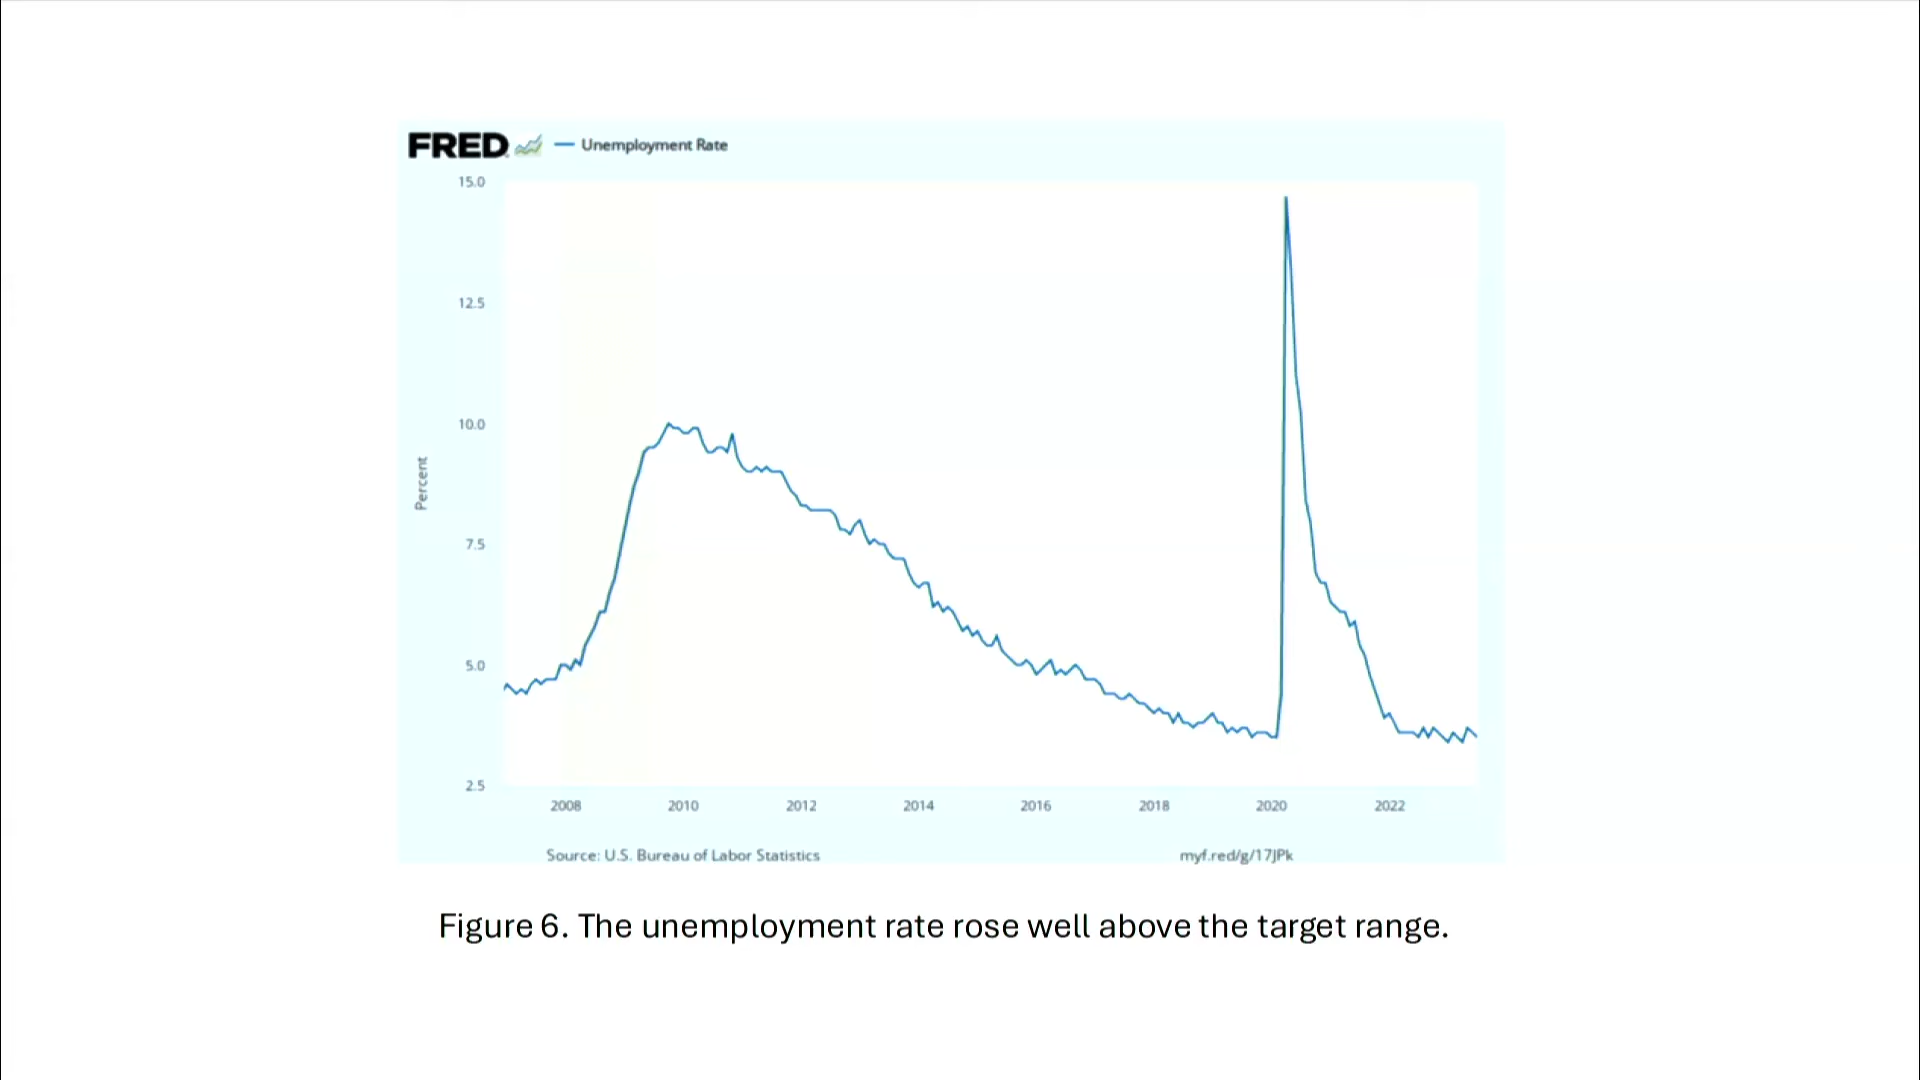 FRED Unemployment Rate
15.0
12.5
10.0
7.5
5.0
2.5
Percent
2008 2010 2012 2014 2016 2018 2020 2022
Source: U.S. Bureau of Labor Statistics myf.red/g/17JPk
Figure 6. The unemployment rate rose well above the target range.